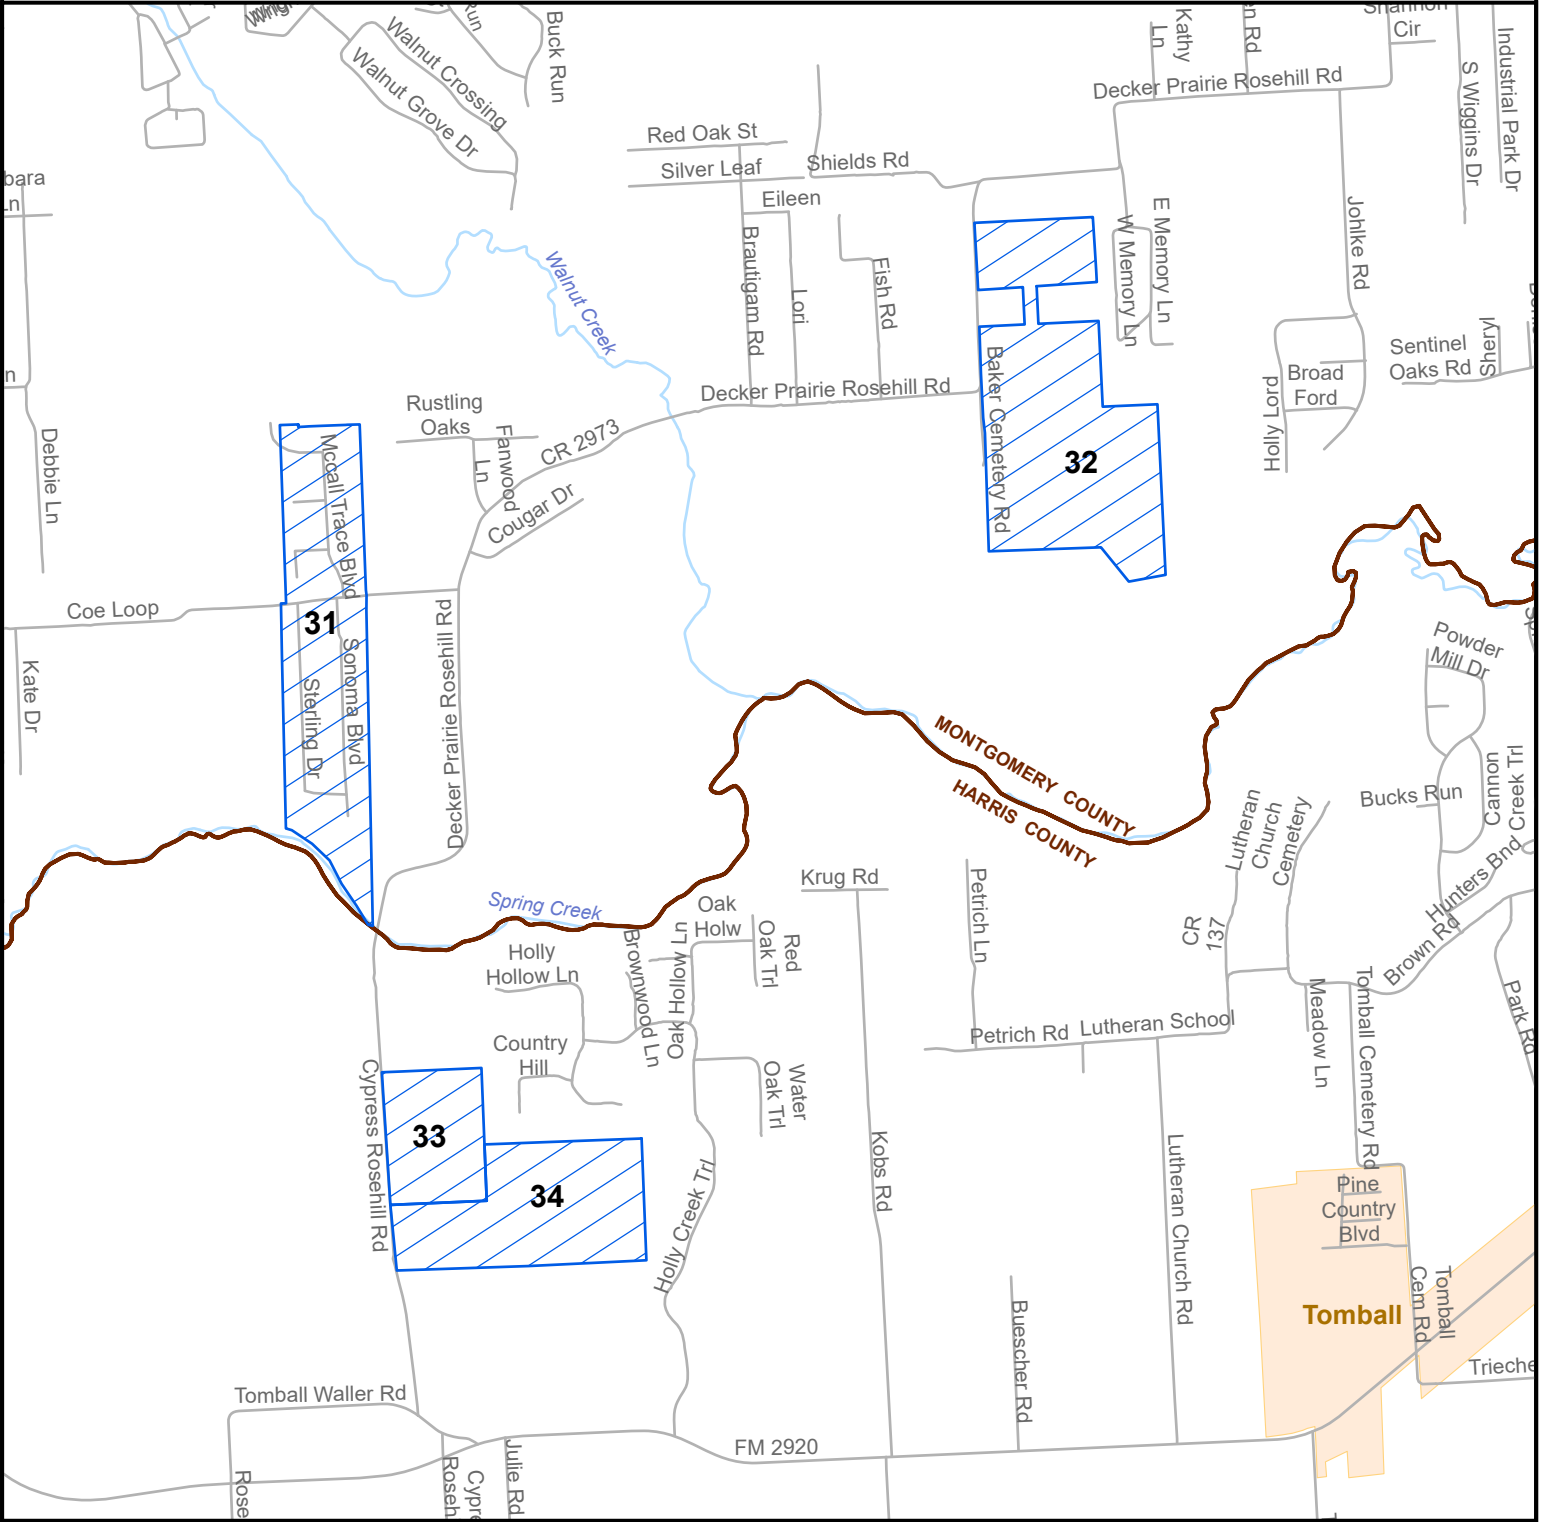 Buck Run
Run
Walnut Crossing
Walnut Grove Dr
Kathy
Ln
en Rd
Shannon
Cir
S Wiggins Dr
Industrial Park Dr
Decker Prairie Rosehill Rd
Red Oak St
Silver Leaf
Shields Rd
Eileen
Brautigam Rd
Lori
Fish Rd
W Memory Ln
E Memory Ln
Johlke Rd
bara
Ln
n
Debbie Ln
Walnut Creek
Sentinel
Oaks Rd
Sheryl
Broad
Ford
Holly Lord
Decker Prairie Rosehill Rd
Baker Cemetery Rd
32
Rustling
Oaks
Fanwood
Ln
CR 2973
Cougar Dr
Mccall Trace Blvd
Coe Loop
31
Kate Dr
Sterling Dr
Sonoma Blvd
Decker Prairie Rosehill Rd
Powder
Mill Dr
MONTGOMERY COUNTY
HARRIS COUNTY
Bucks Run
Cannon
Creek Trl
Hunters Bnd
Brown Rd
Lutheran
Church
Cemetery
CR
137
Krug Rd
Petrich Ln
Spring Creek
Oak
Holw
Red
Oak Trl
Holly
Hollow Ln
Brownwood Ln
Oak Hollow Ln
Country
Hill
Water
Oak Trl
Petrich Rd
Lutheran School
Meadow Ln
Tomball Cemetery Rd
Park Rd
Cypress Rosehill Rd
33
34
Holly Creek Trl
Kobs Rd
Lutheran Church Rd
Pine
Country
Blvd
Tomball
Tomball
Cem Rd
Trieche
Buescher Rd
Tomball Waller Rd
FM 2920
Rose
Roseh
Cypre
Julie Rd